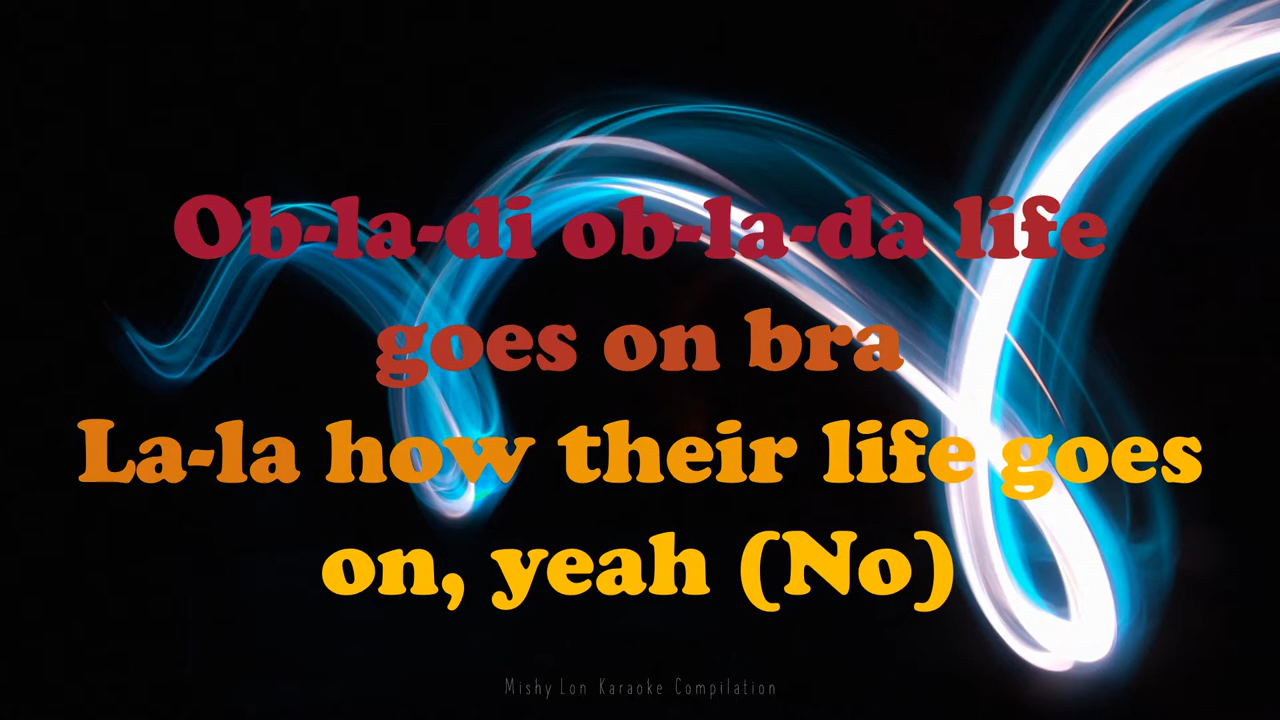 Ob-la-di ob-la-da life
goes on bra
La-la how their life goes
on, yeah (No)
Mishy Lon Karaoke Compilation